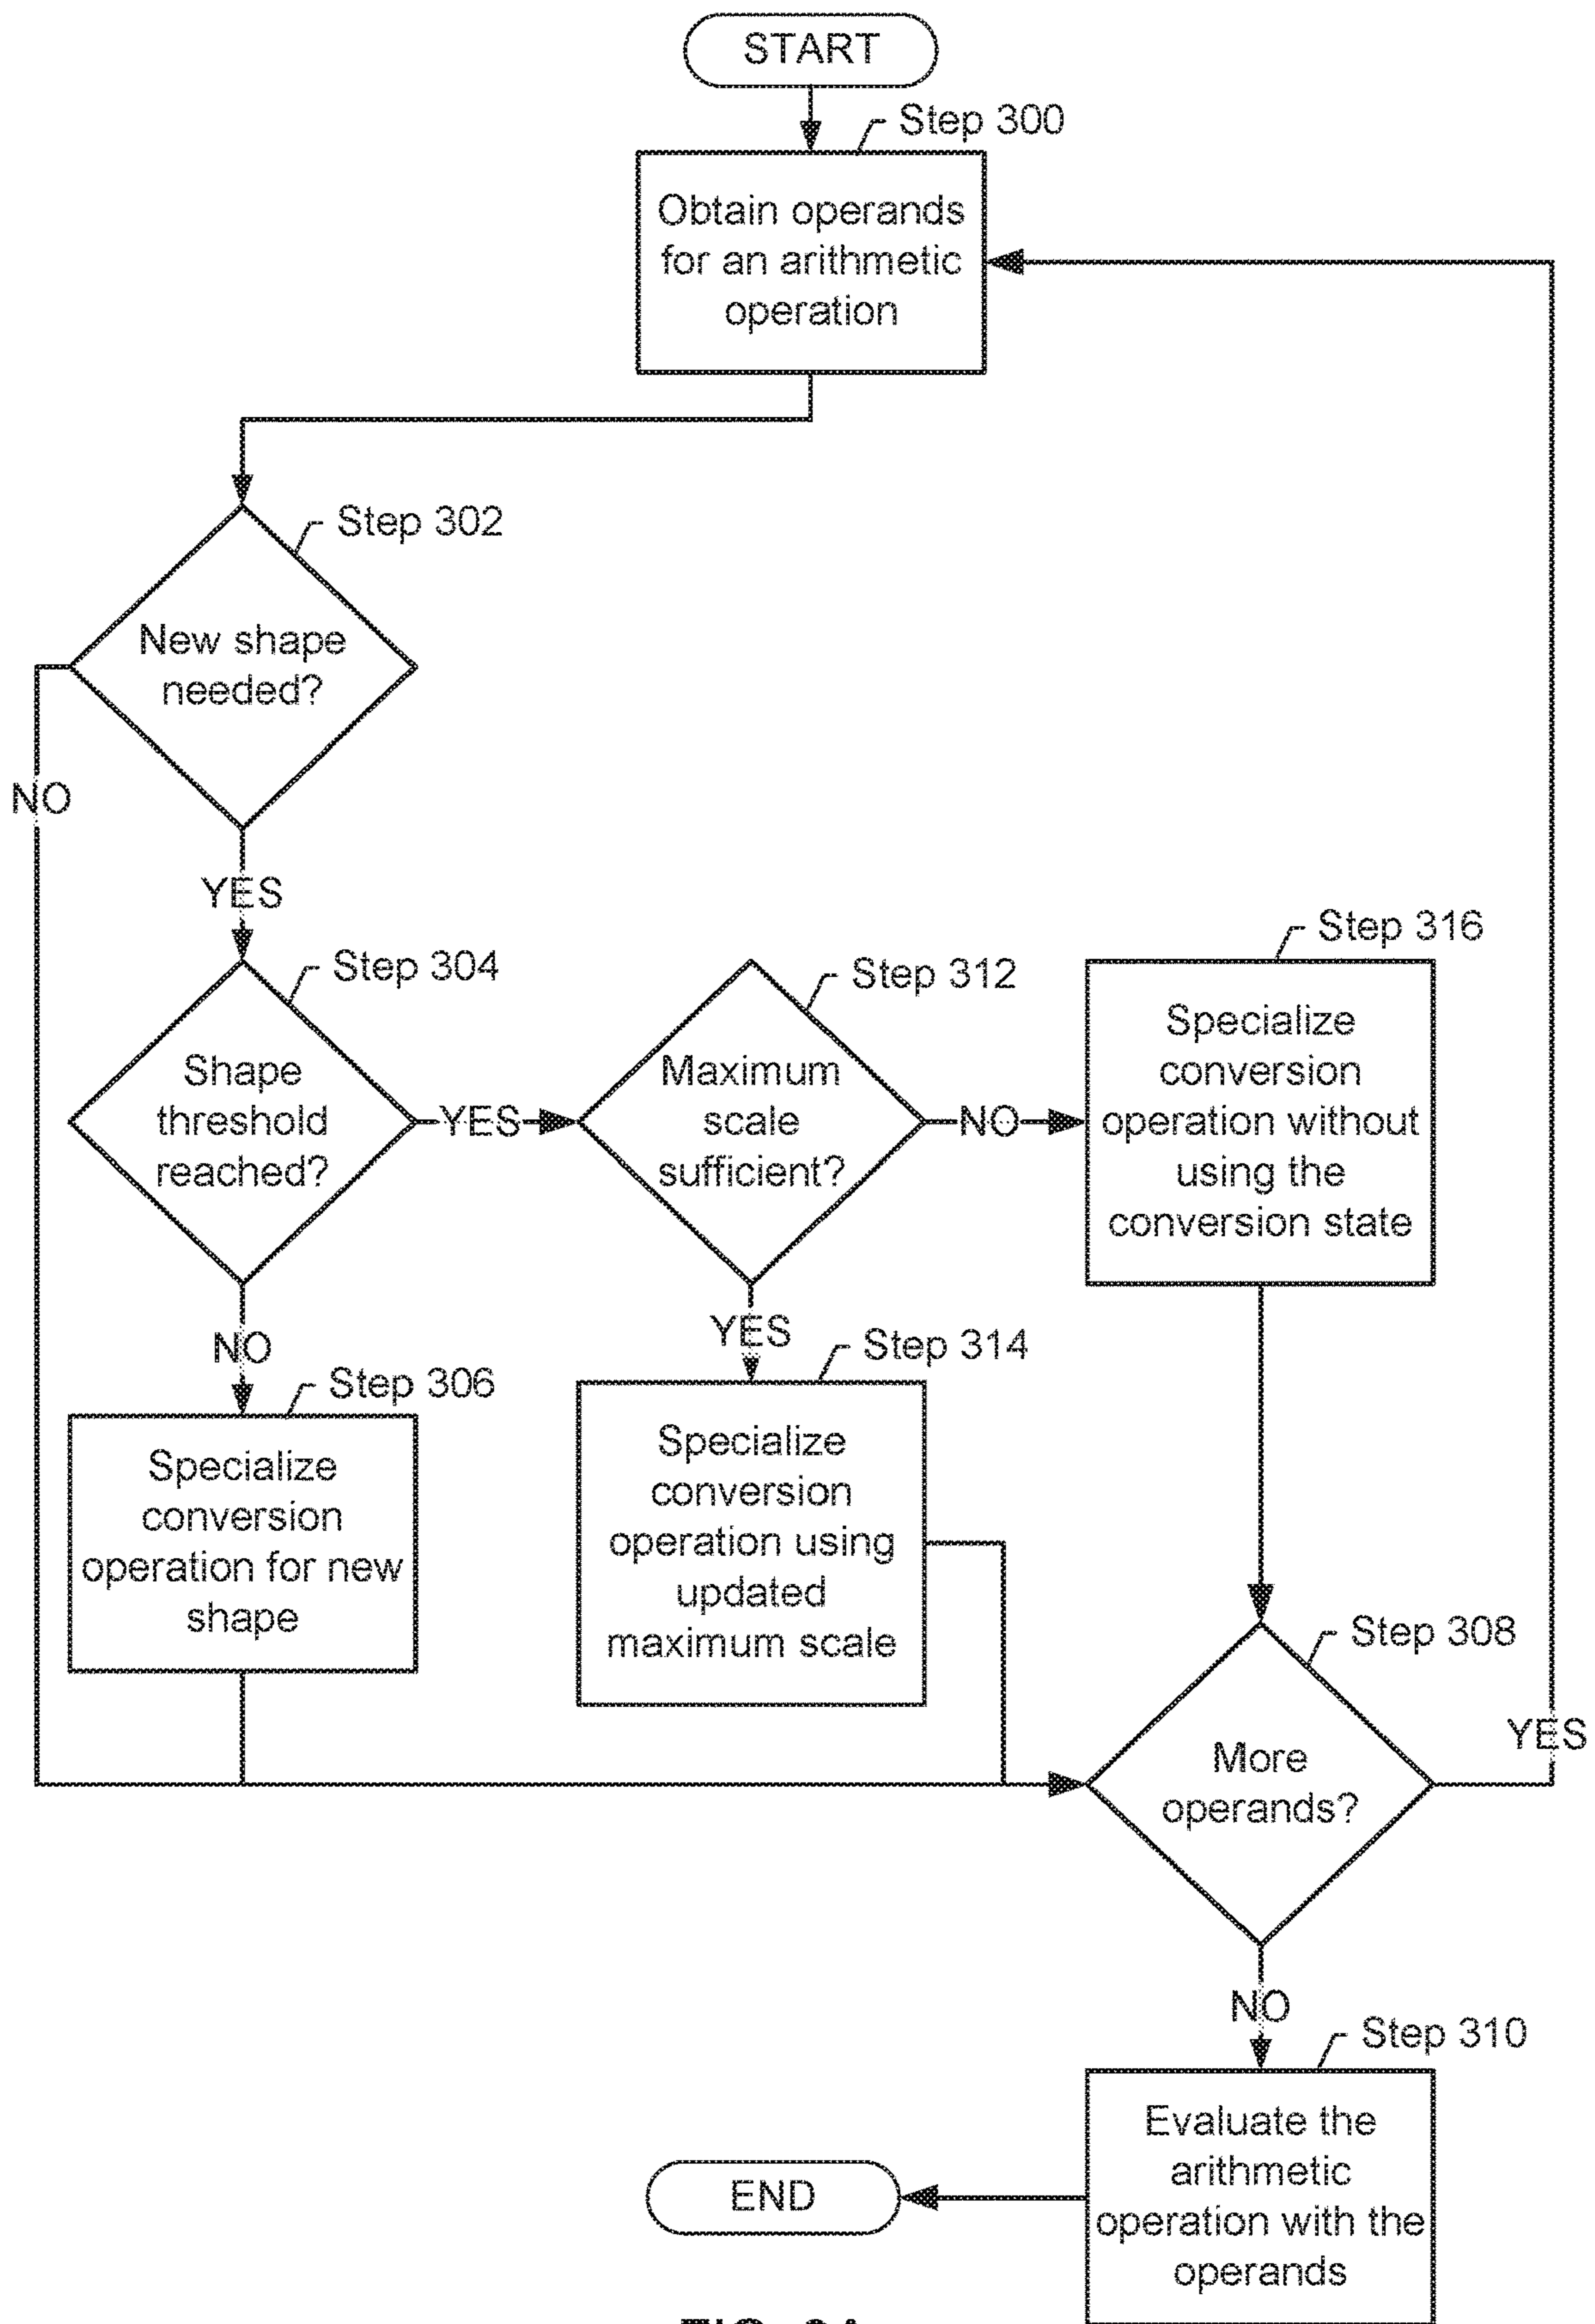 START
Step 300
Obtain operands
for an arithmetic
operation
Step 302
New shape
needed?
NO
YES
Step 304
Shape
threshold
reached?
YES
Step 312
Maximum
scale
sufficient?
NO
Step 316
Specialize
conversion
operation without
using the
conversion state
NO
Step 306
Specialize
conversion
operation for new
shape
YES
Step 314
Specialize
conversion
operation using
updated
maximum scale
Step 308
More
operands?
YES
NO
Step 310
Evaluate the
arithmetic
operation with the
operands
END